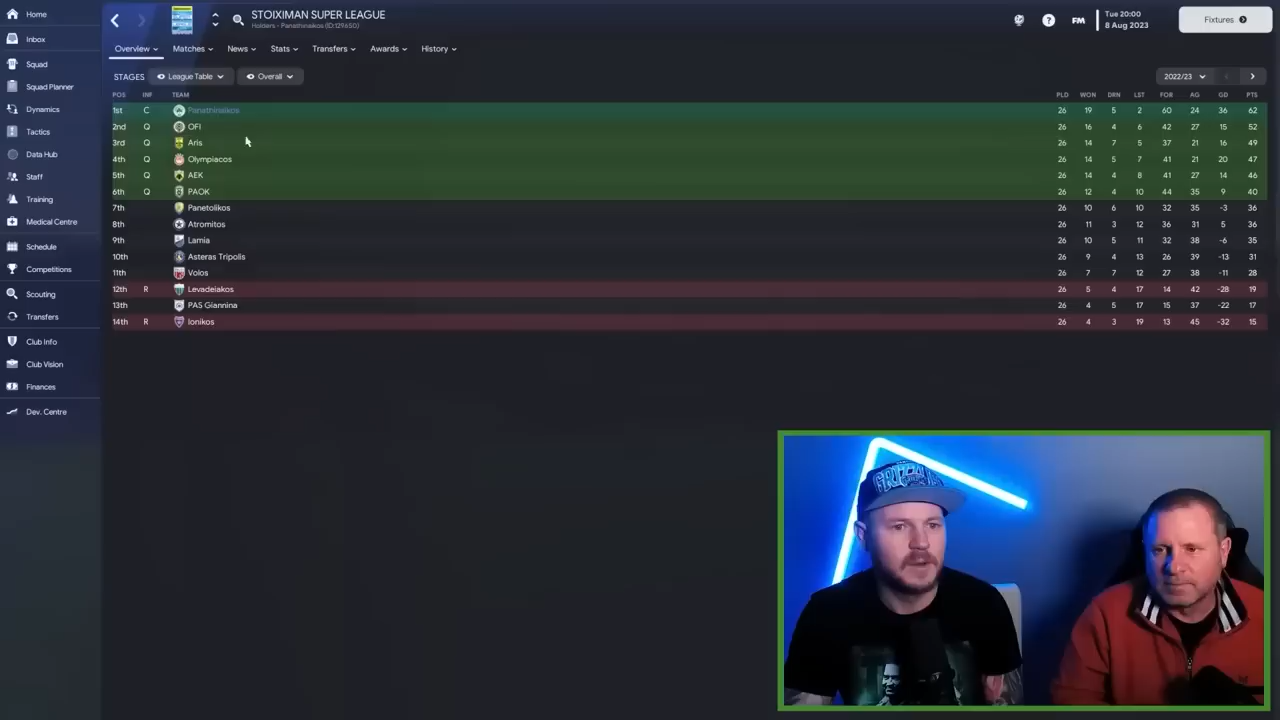 Home
Inbox
Squad
Squad Planner
Dynamics
Tactics
Data Hub
Staff
Training
Medical Centre
Schedule
Competitions
Scouting
Transfers
Club Info
Club Vision
Finances
Dev. Centre
STOIXIMAN SUPER LEAGUE
Holders - Panathinaikos (ID:129650)
? FM Tue 20:00
8 Aug 2023
Fixtures
Overview Matches News Stats Transfers Awards History
STAGES League Table Overall 2022/23
POS INF TEAM PLD WON DRN LST FOR AG GD PTS
1st C Panathinaikos 26 19 5 2 60 24 36 62
2nd Q OFI 26 16 4 6 42 27 15 52
3rd Q Aris 26 14 7 5 37 21 16 49
4th Q Olympiacos 26 14 5 7 41 21 20 47
5th Q AEK 26 14 4 8 41 27 14 46
6th Q PAOK 26 12 4 10 44 35 9 40
7th Panetolikos 26 10 6 10 32 35 -3 36
8th Atromitos 26 11 3 12 36 31 5 36
9th Lamia 26 10 5 11 32 38 -6 35
10th Asteras Tripolis 26 9 4 13 26 39 -13 31
11th Volos 26 7 7 12 27 38 -11 28
12th R Levadeiakos 26 5 4 17 14 42 -28 19
13th PAS Giannina 26 4 5 17 15 37 -22 17
14th R Ionikos 26 4 3 19 13 45 -32 15
GRIZZLIES